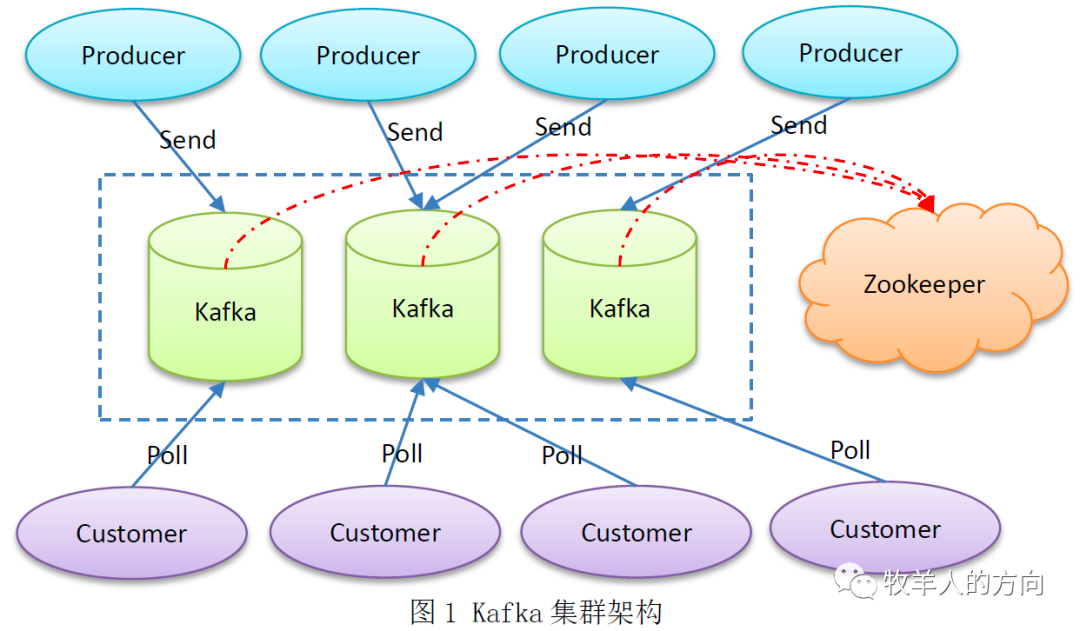 Producer
Producer
Producer
Producer
Send
Send
Send
Send
Kafka
Kafka
Kafka
Zookeeper
Poll
Poll
Poll
Poll
Customer
Customer
Customer
Customer
牧羊人的方向
图 1 Kafka 集群架构